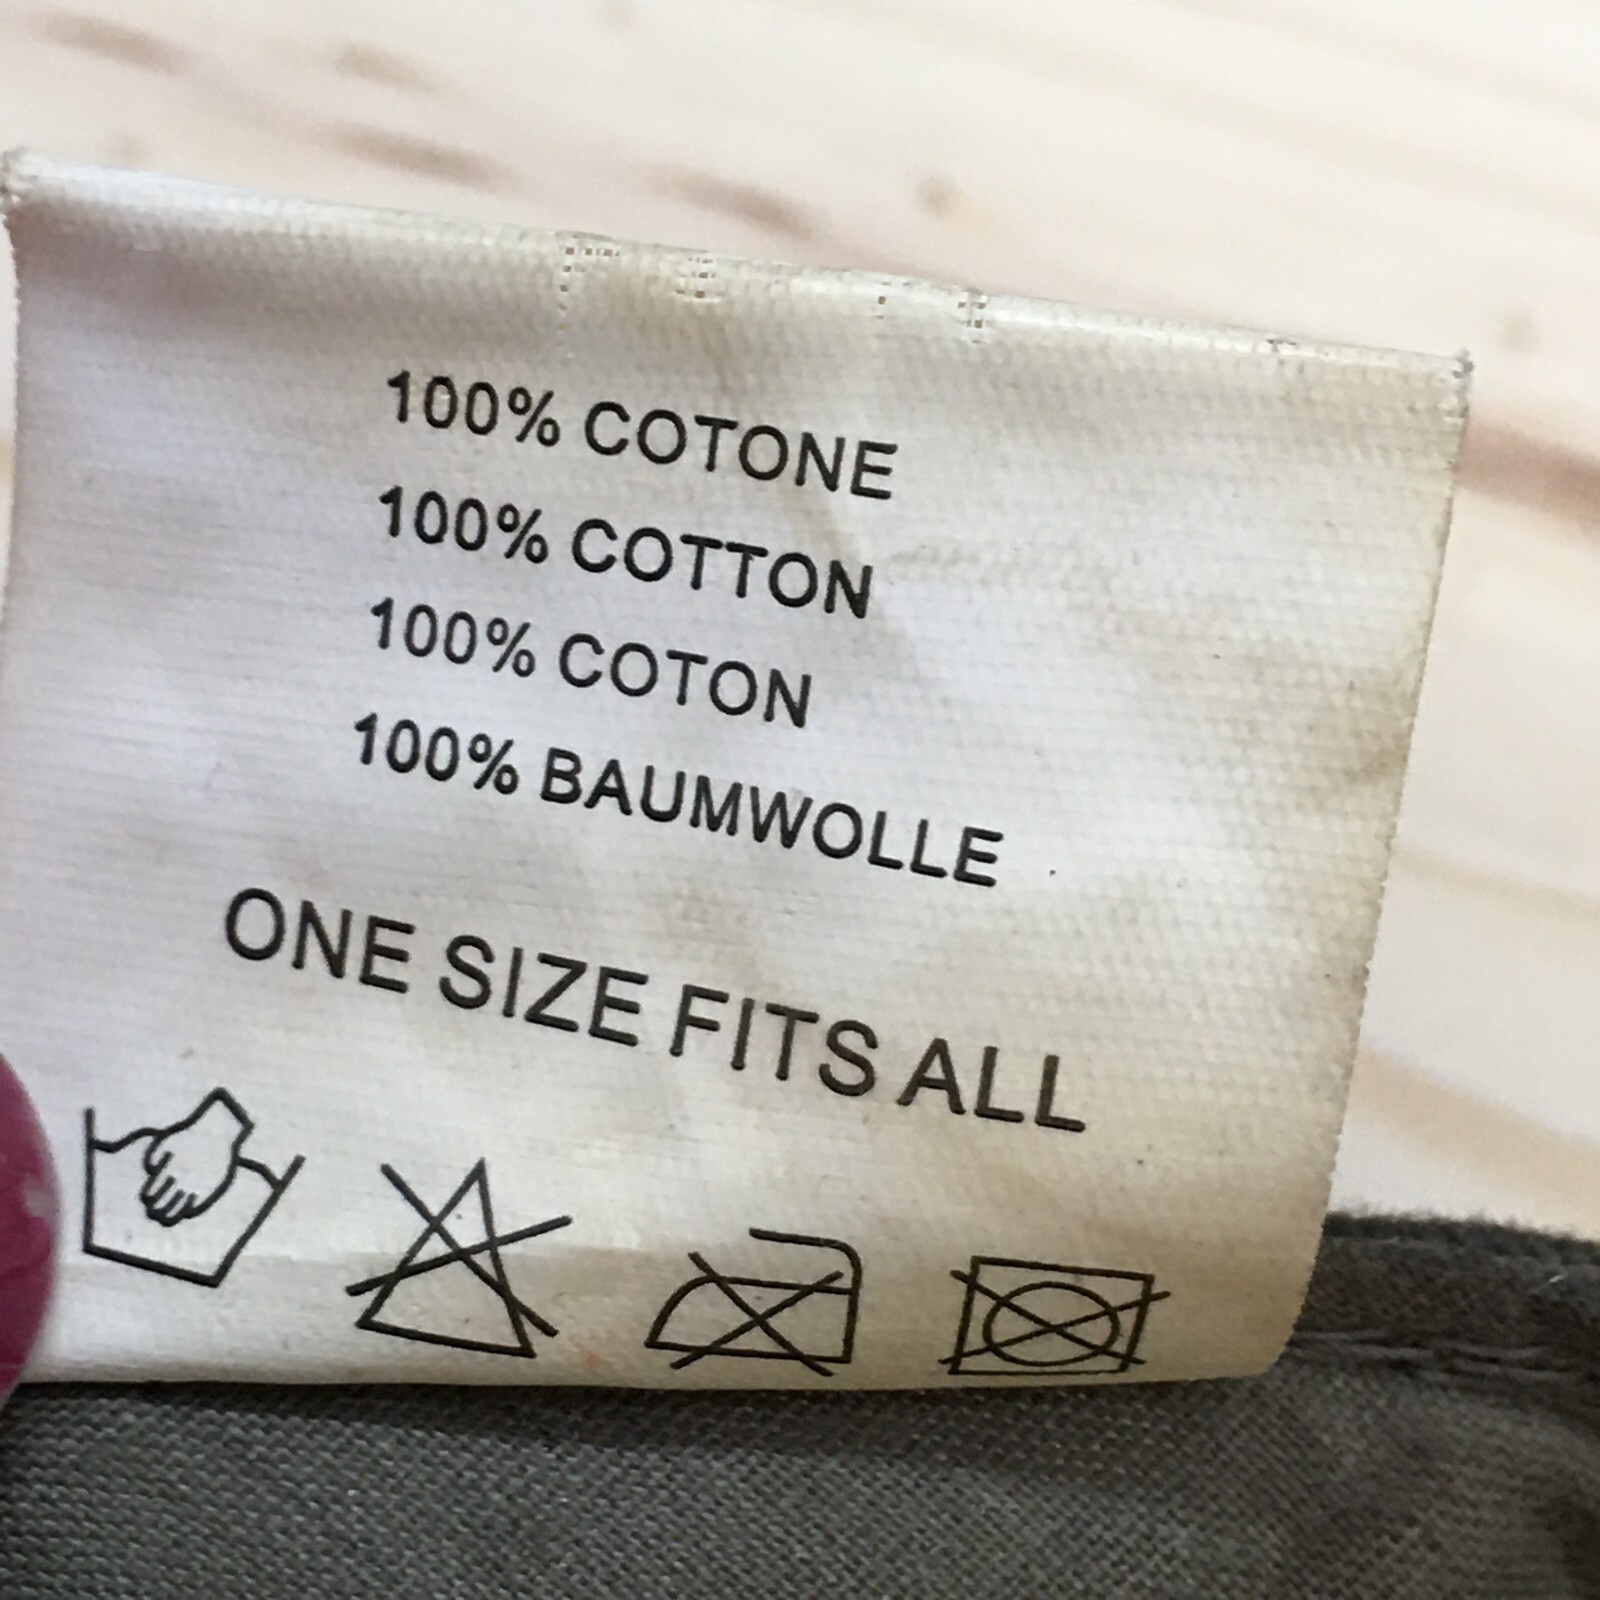 100% COTONE
100% COTTON
100% COTON
100% BAUMWOLLE
ONE SIZE FITS ALL